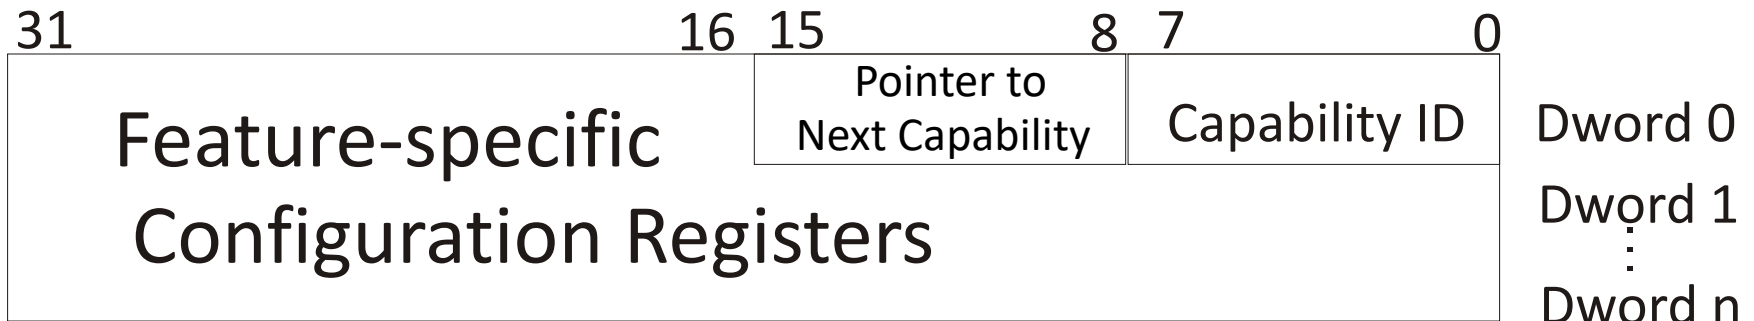 31 16 15 8 7 0
Pointer to
Next Capability
Capability ID
Feature-specific
Configuration Registers
Dword 0
Dword 1
:
Dword n